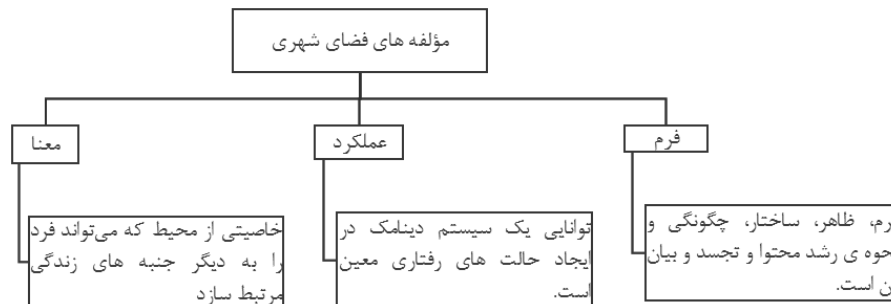 مؤلفه های فضای شهری
فرم
عملکرد
معنا
رم، ظاهر، ساختار، چگونگی و
حوه ی رشد محتوا و تجسد و بیان
ن است.
توانایی یک سیستم دینامک در
ایجاد حالت های رفتاری معین
است.
خاصیتی از محیط که می‌تواند فرد
را به دیگر جنبه های زندگی
مرتبط سازد